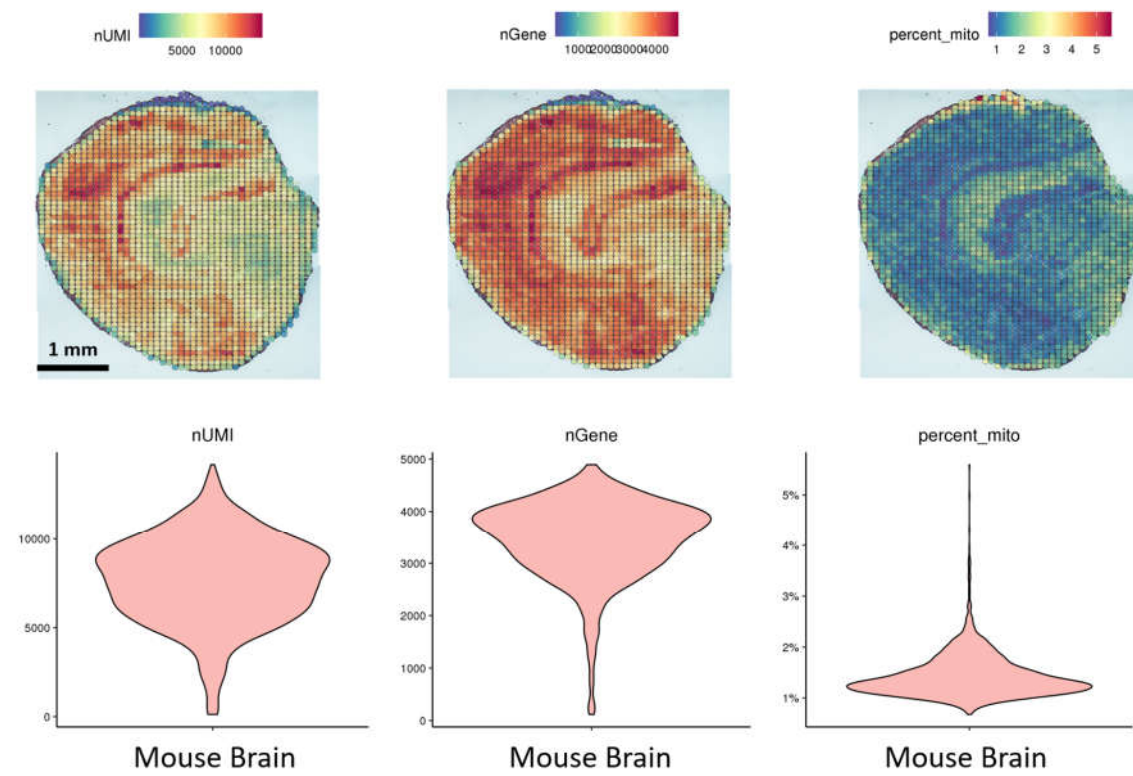 nUMI
5000 10000
nGene
1000 2000 3000 4000
percent_mito
1 2 3 4 5
1 mm
nUMI
10000
5000
0
Mouse Brain
nGene
5000
4000
3000
2000
1000
0
Mouse Brain
percent_mito
5%
4%
3%
2%
1%
Mouse Brain